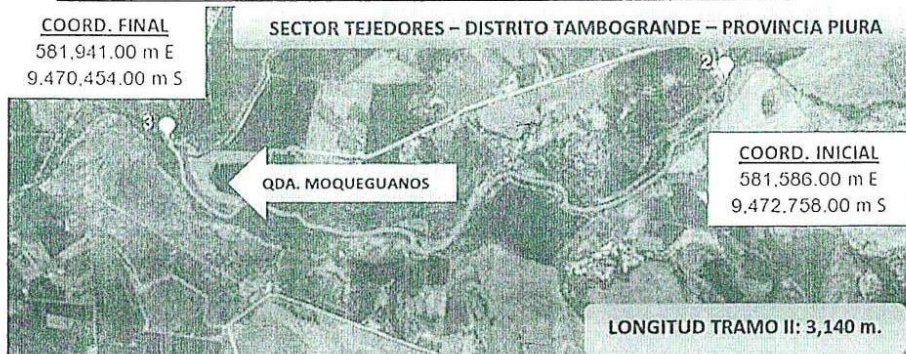 COORD. FINAL
581,941.00 m E
9.470,454.00 m S
SECTOR TEJEDORES – DISTRITO TAMBOGRANDE – PROVINCIA PIURA
2
3
QDA. MOQUEGUANOS
COORD. INICIAL
581,586.00 m E
9,472,758.00 m S
LONGITUD TRAMO II: 3,140 m.